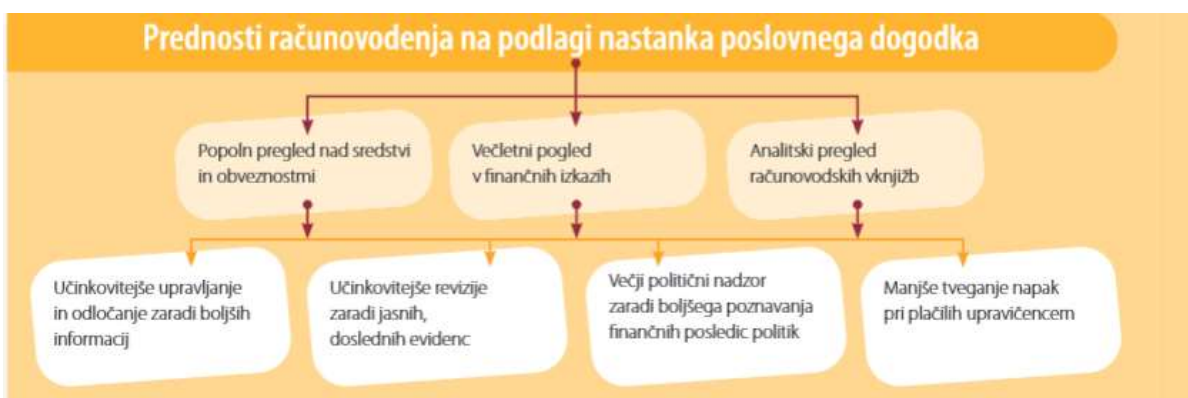 Prednosti računovodenja na podlagi nastanka poslovnega dogodka
Popoln pregled nad sredstvi
in obveznostmi
Večletni pogled
v finančnih izkazih
Analitski pregled
računovodskih vknjižb
Učinkovitejše upravljanje
in odločanje zaradi boljših
informacij
Učinkovitejše revizije
zaradi jasnih,
doslednih evidenc
Večji politični nadzor
zaradi boljšega poznavanja
finančnih posledic politik
Manjše tveganje napak
pri plačilih upravičencem